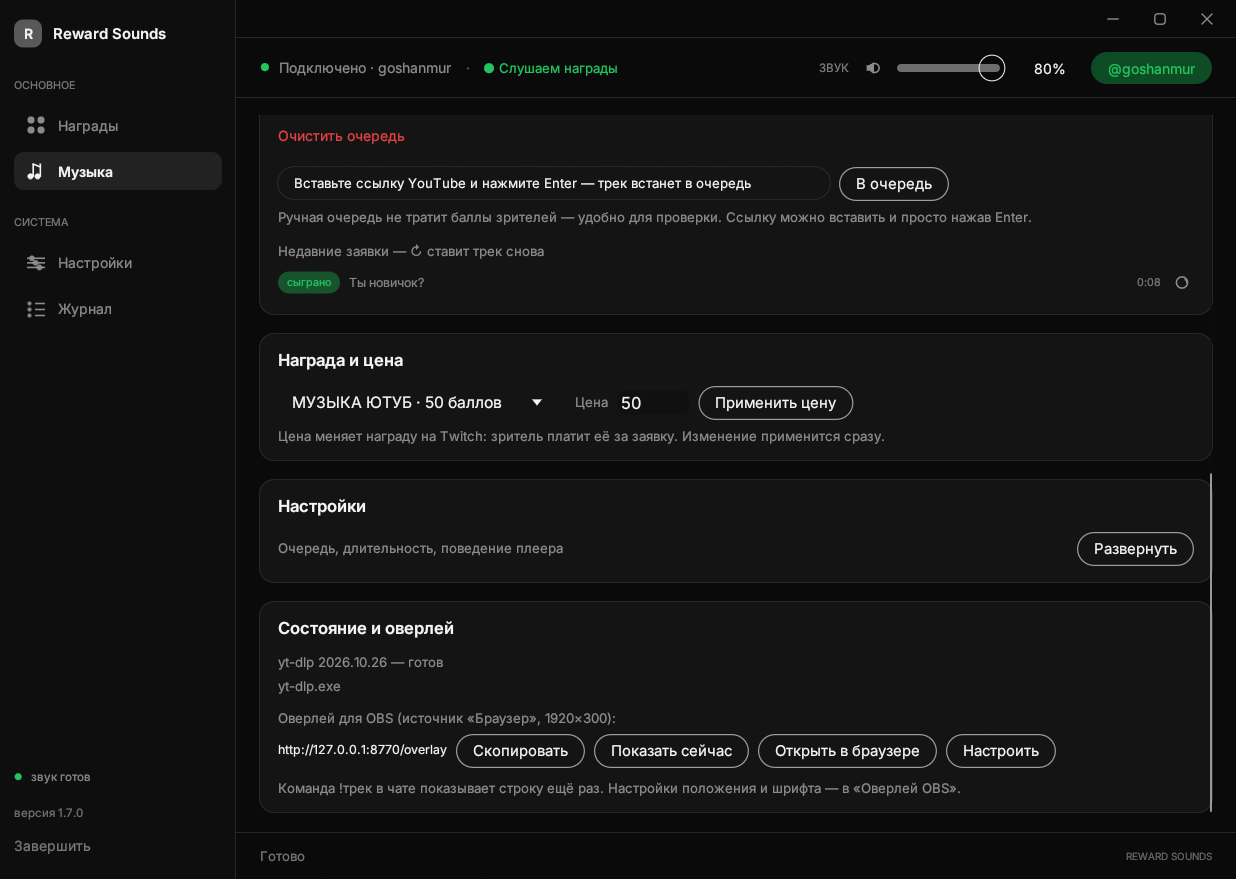 R Reward Sounds
Подключено · goshanmur · Слушаем награды ЗВУК 80% @goshanmur
ОСНОВНОЕ
Награды
Музыка
СИСТЕМА
Настройки
Журнал
звук готов
версия 1.7.0
Завершить
Очистить очередь
Вставьте ссылку YouTube и нажмите Enter — трек встанет в очередь В очередь
Ручная очередь не тратит баллы зрителей — удобно для проверки. Ссылку можно вставить и просто нажав Enter.
Недавние заявки — ↻ ставит трек снова
сыграно Ты новичок? 0:08
Награда и цена
МУЗЫКА ЮТУБ · 50 баллов Цена 50 Применить цену
Цена меняет награду на Twitch: зритель платит её за заявку. Изменение применится сразу.
Настройки
Очередь, длительность, поведение плеера Развернуть
Состояние и оверлей
yt-dlp 2026.10.26 — готов
yt-dlp.exe
Оверлей для OBS (источник «Браузер», 1920×300):
http://127.0.0.1:8770/overlay Скопировать Показать сейчас Открыть в браузере Настроить
Команда !трек в чате показывает строку ещё раз. Настройки положения и шрифта — в «Оверлей OBS».
Готово REWARD SOUNDS